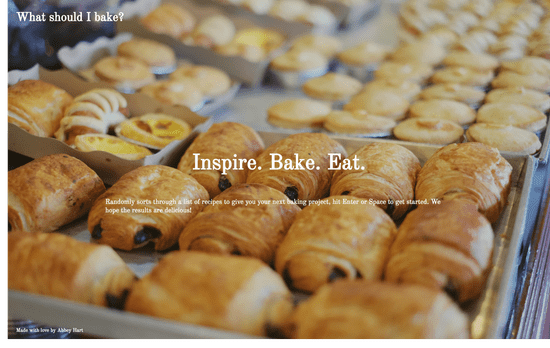 What should I bake?
Inspire. Bake. Eat.
Randomly sorts through a list of recipes to give you your next baking project, hit Enter or Space to get started. We
hope the results are delicious!
Made with love by Abbey Hart